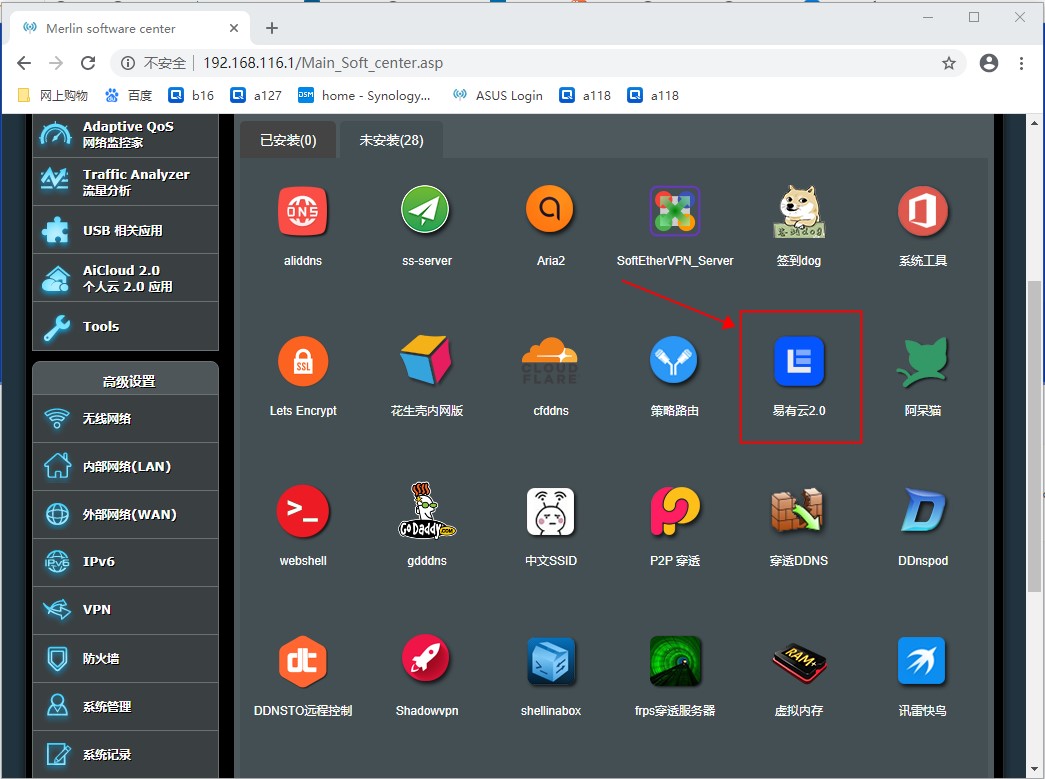 Merlin software center
不安全
192.168.116.1/Main_Soft_center.asp
网上购物
百度
b16
a127
DSM
home - Synology...
ASUS Login
a118
a118
Adaptive QoS
网络监控家
Traffic Analyzer
流量分析
USB 相关应用
AiCloud 2.0
个人云 2.0 应用
Tools
高级设置
无线网络
内部网络(LAN)
外部网络(WAN)
IPv6
VPN
防火墙
系统管理
系统记录
已安装(0)
未安装(28)
DNS
aliddns
ss-server
Aria2
SoftEtherVPN_Server
签到dog
系统工具
SSL
Lets Encrypt
花生壳内网版
CLOUD
FLARE
cfddns
策略路由
易有云2.0
阿呆猫
webshell
GoDaddy.COM
gdddns
中文SSID
P2P 穿透
穿透DDNS
DDnspod
dt
DDNSTO远程控制
Shadowvpn
shellinabox
frps穿透服务器
RAM+
虚拟内存
讯雷快鸟